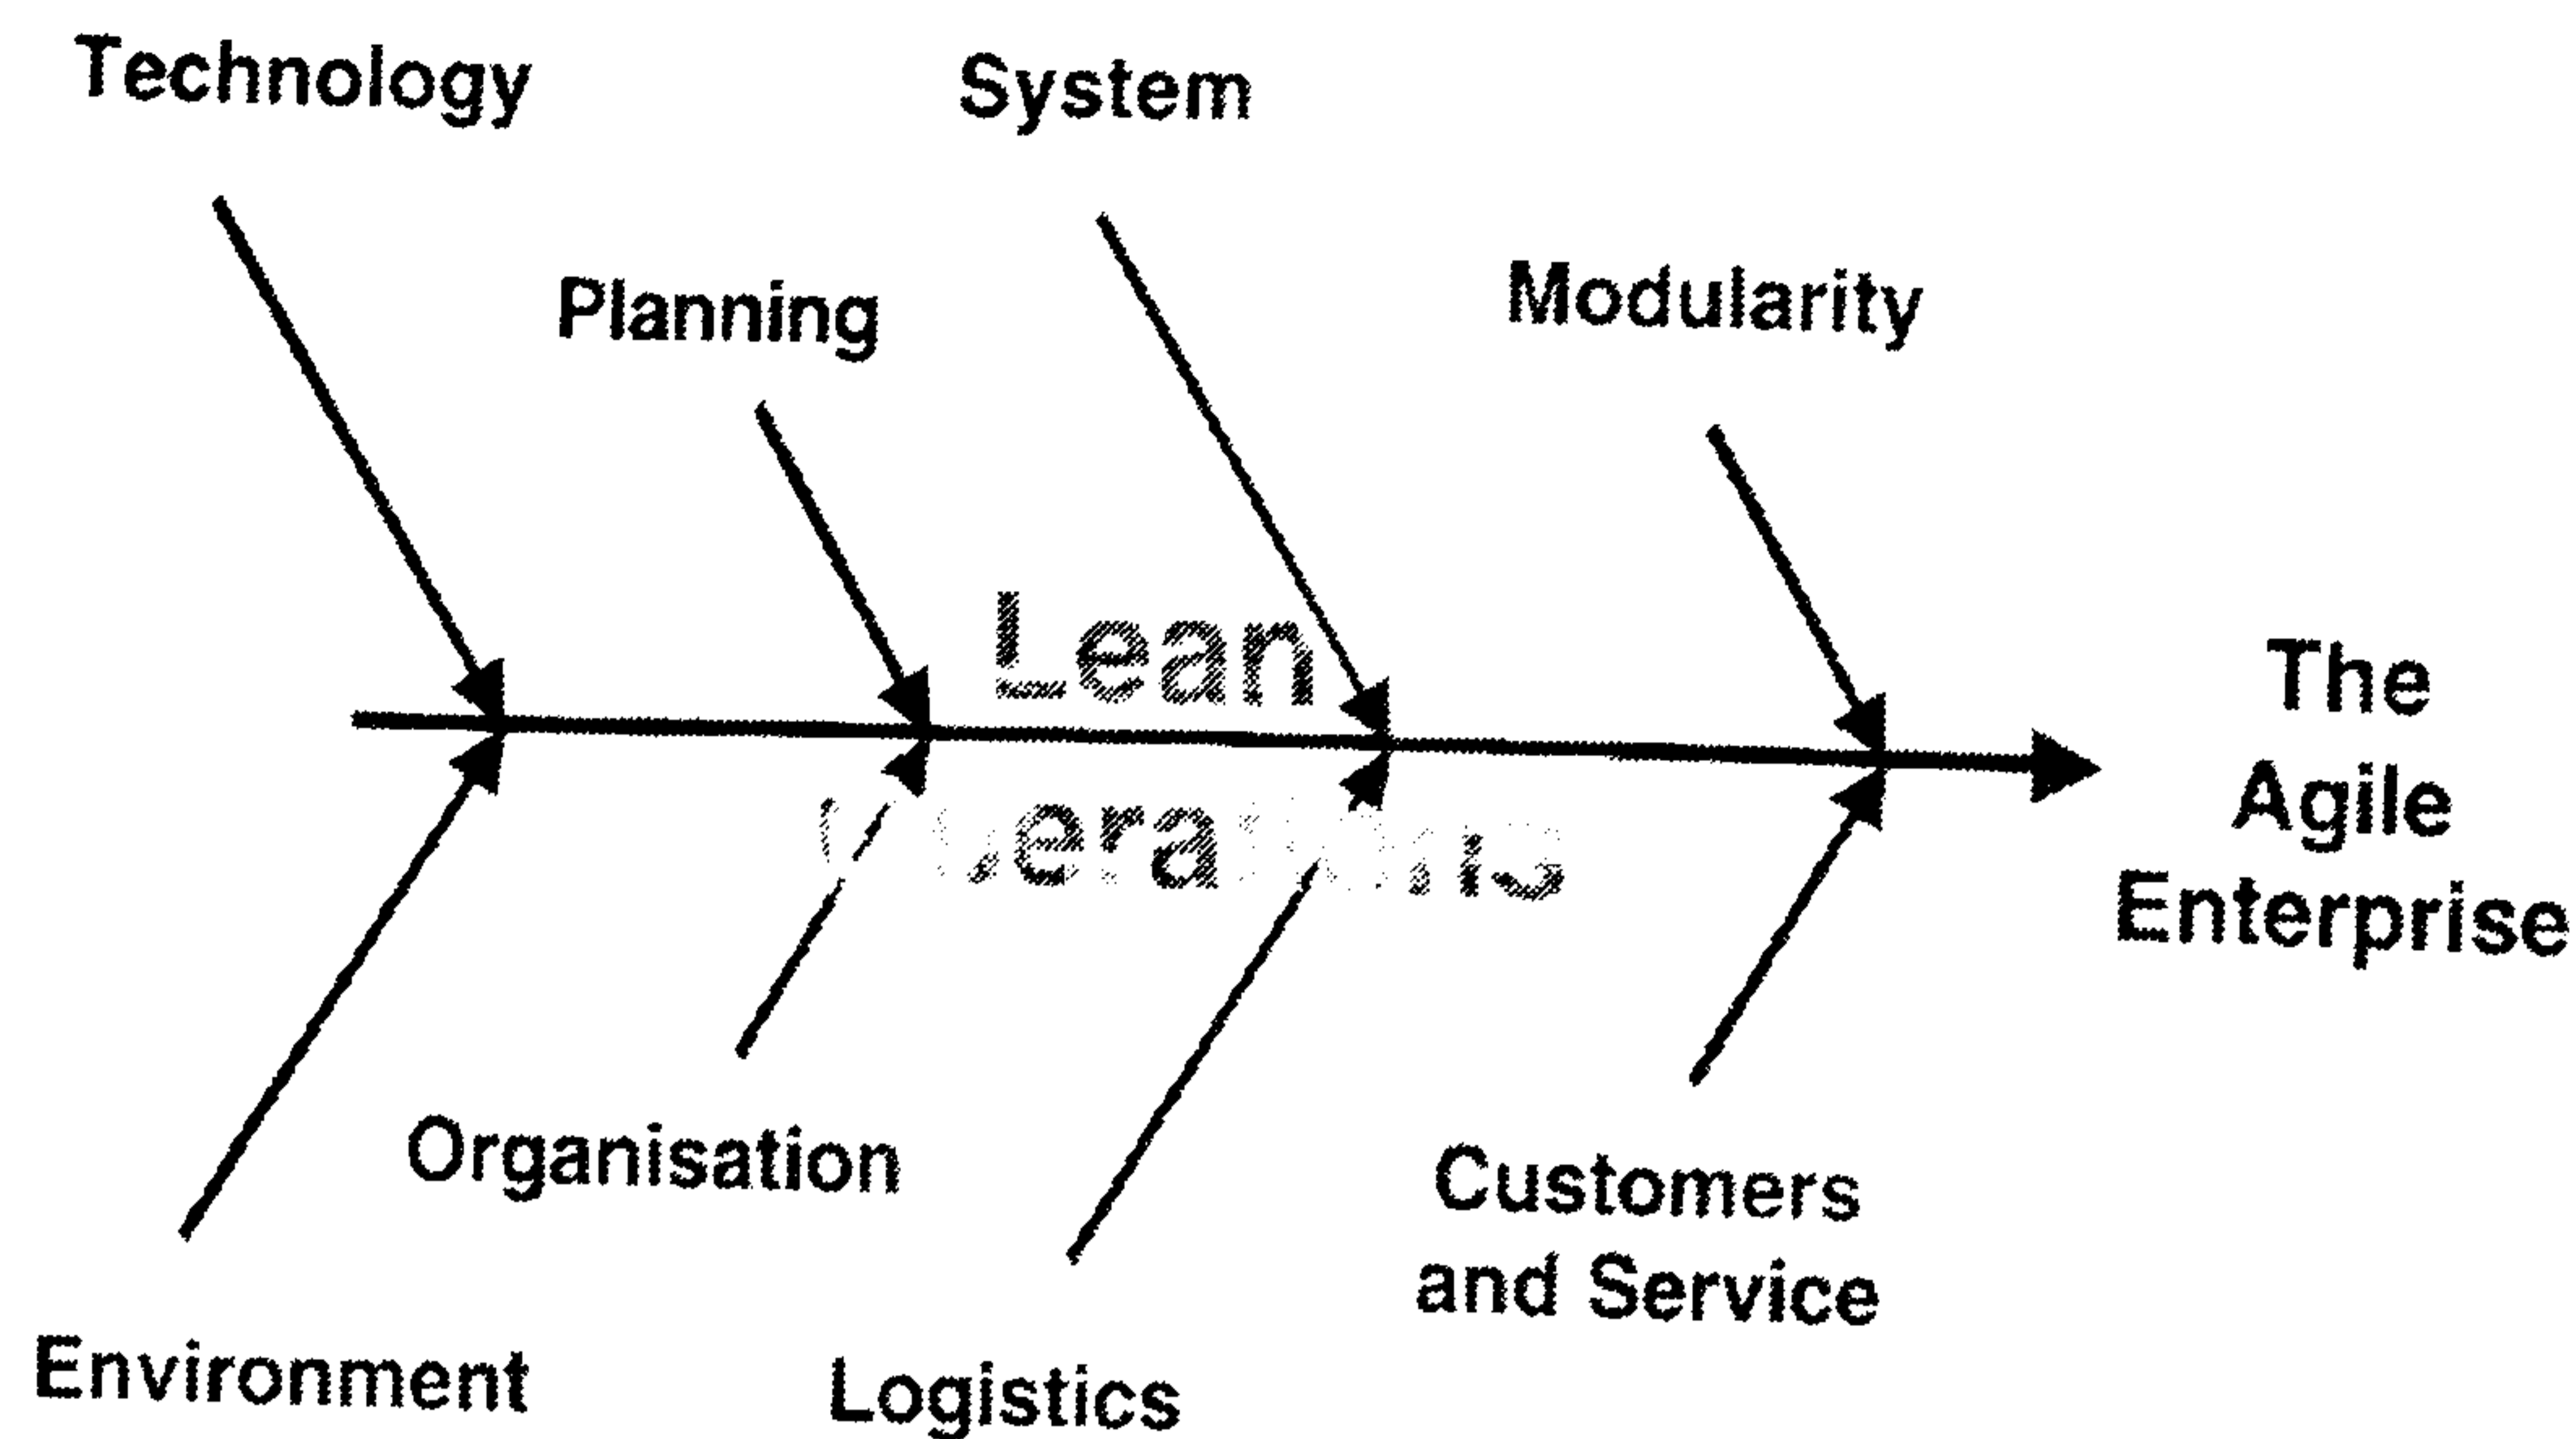 Technology
System
Planning
Modularity
Lean
The
Agile
Enterprise
Organisation
Customers
and Service
Environment
Logistics